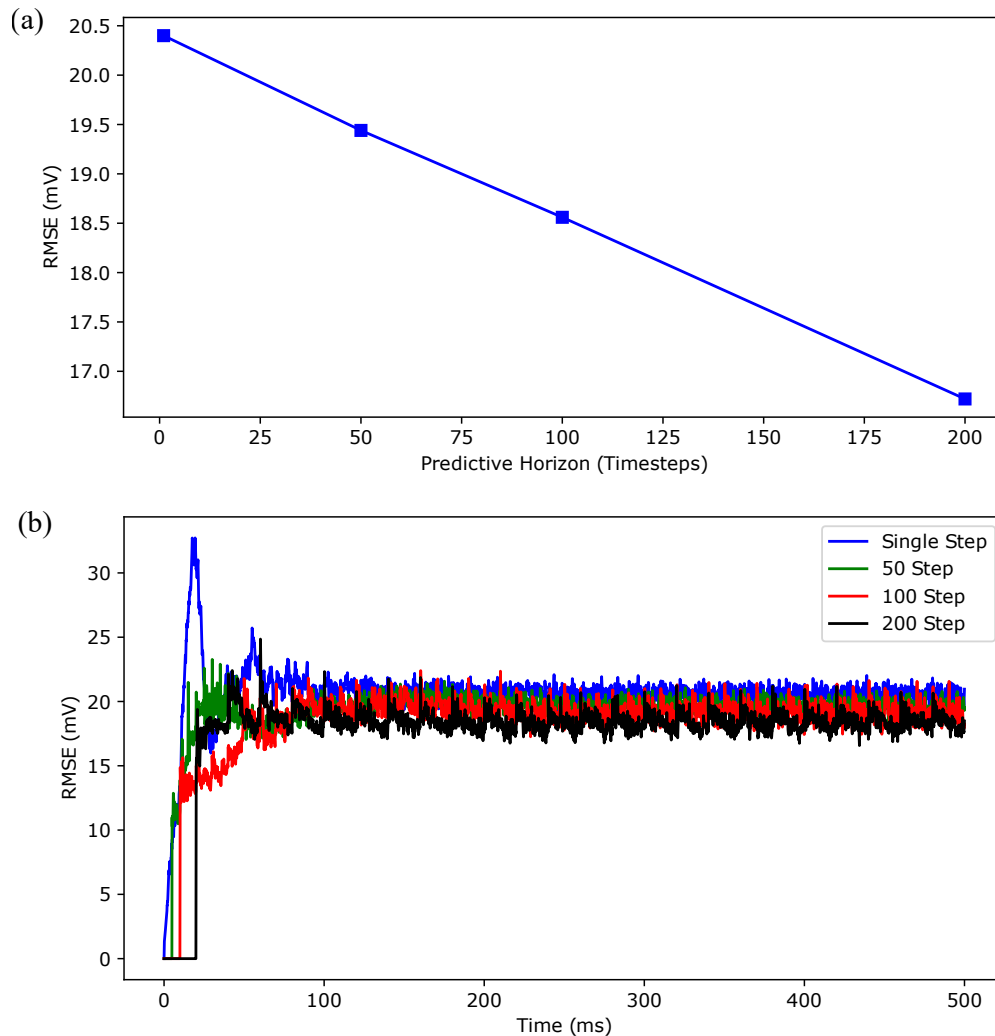 (a)
20.5
20.0
19.5
19.0
18.5
18.0
17.5
17.0
RMSE (mV)
0 25 50 75 100 125 150 175 200
Predictive Horizon (Timesteps)
(b)
30
25
20
15
10
5
0
RMSE (mV)
Single Step
50 Step
100 Step
200 Step
0 100 200 300 400 500
Time (ms)